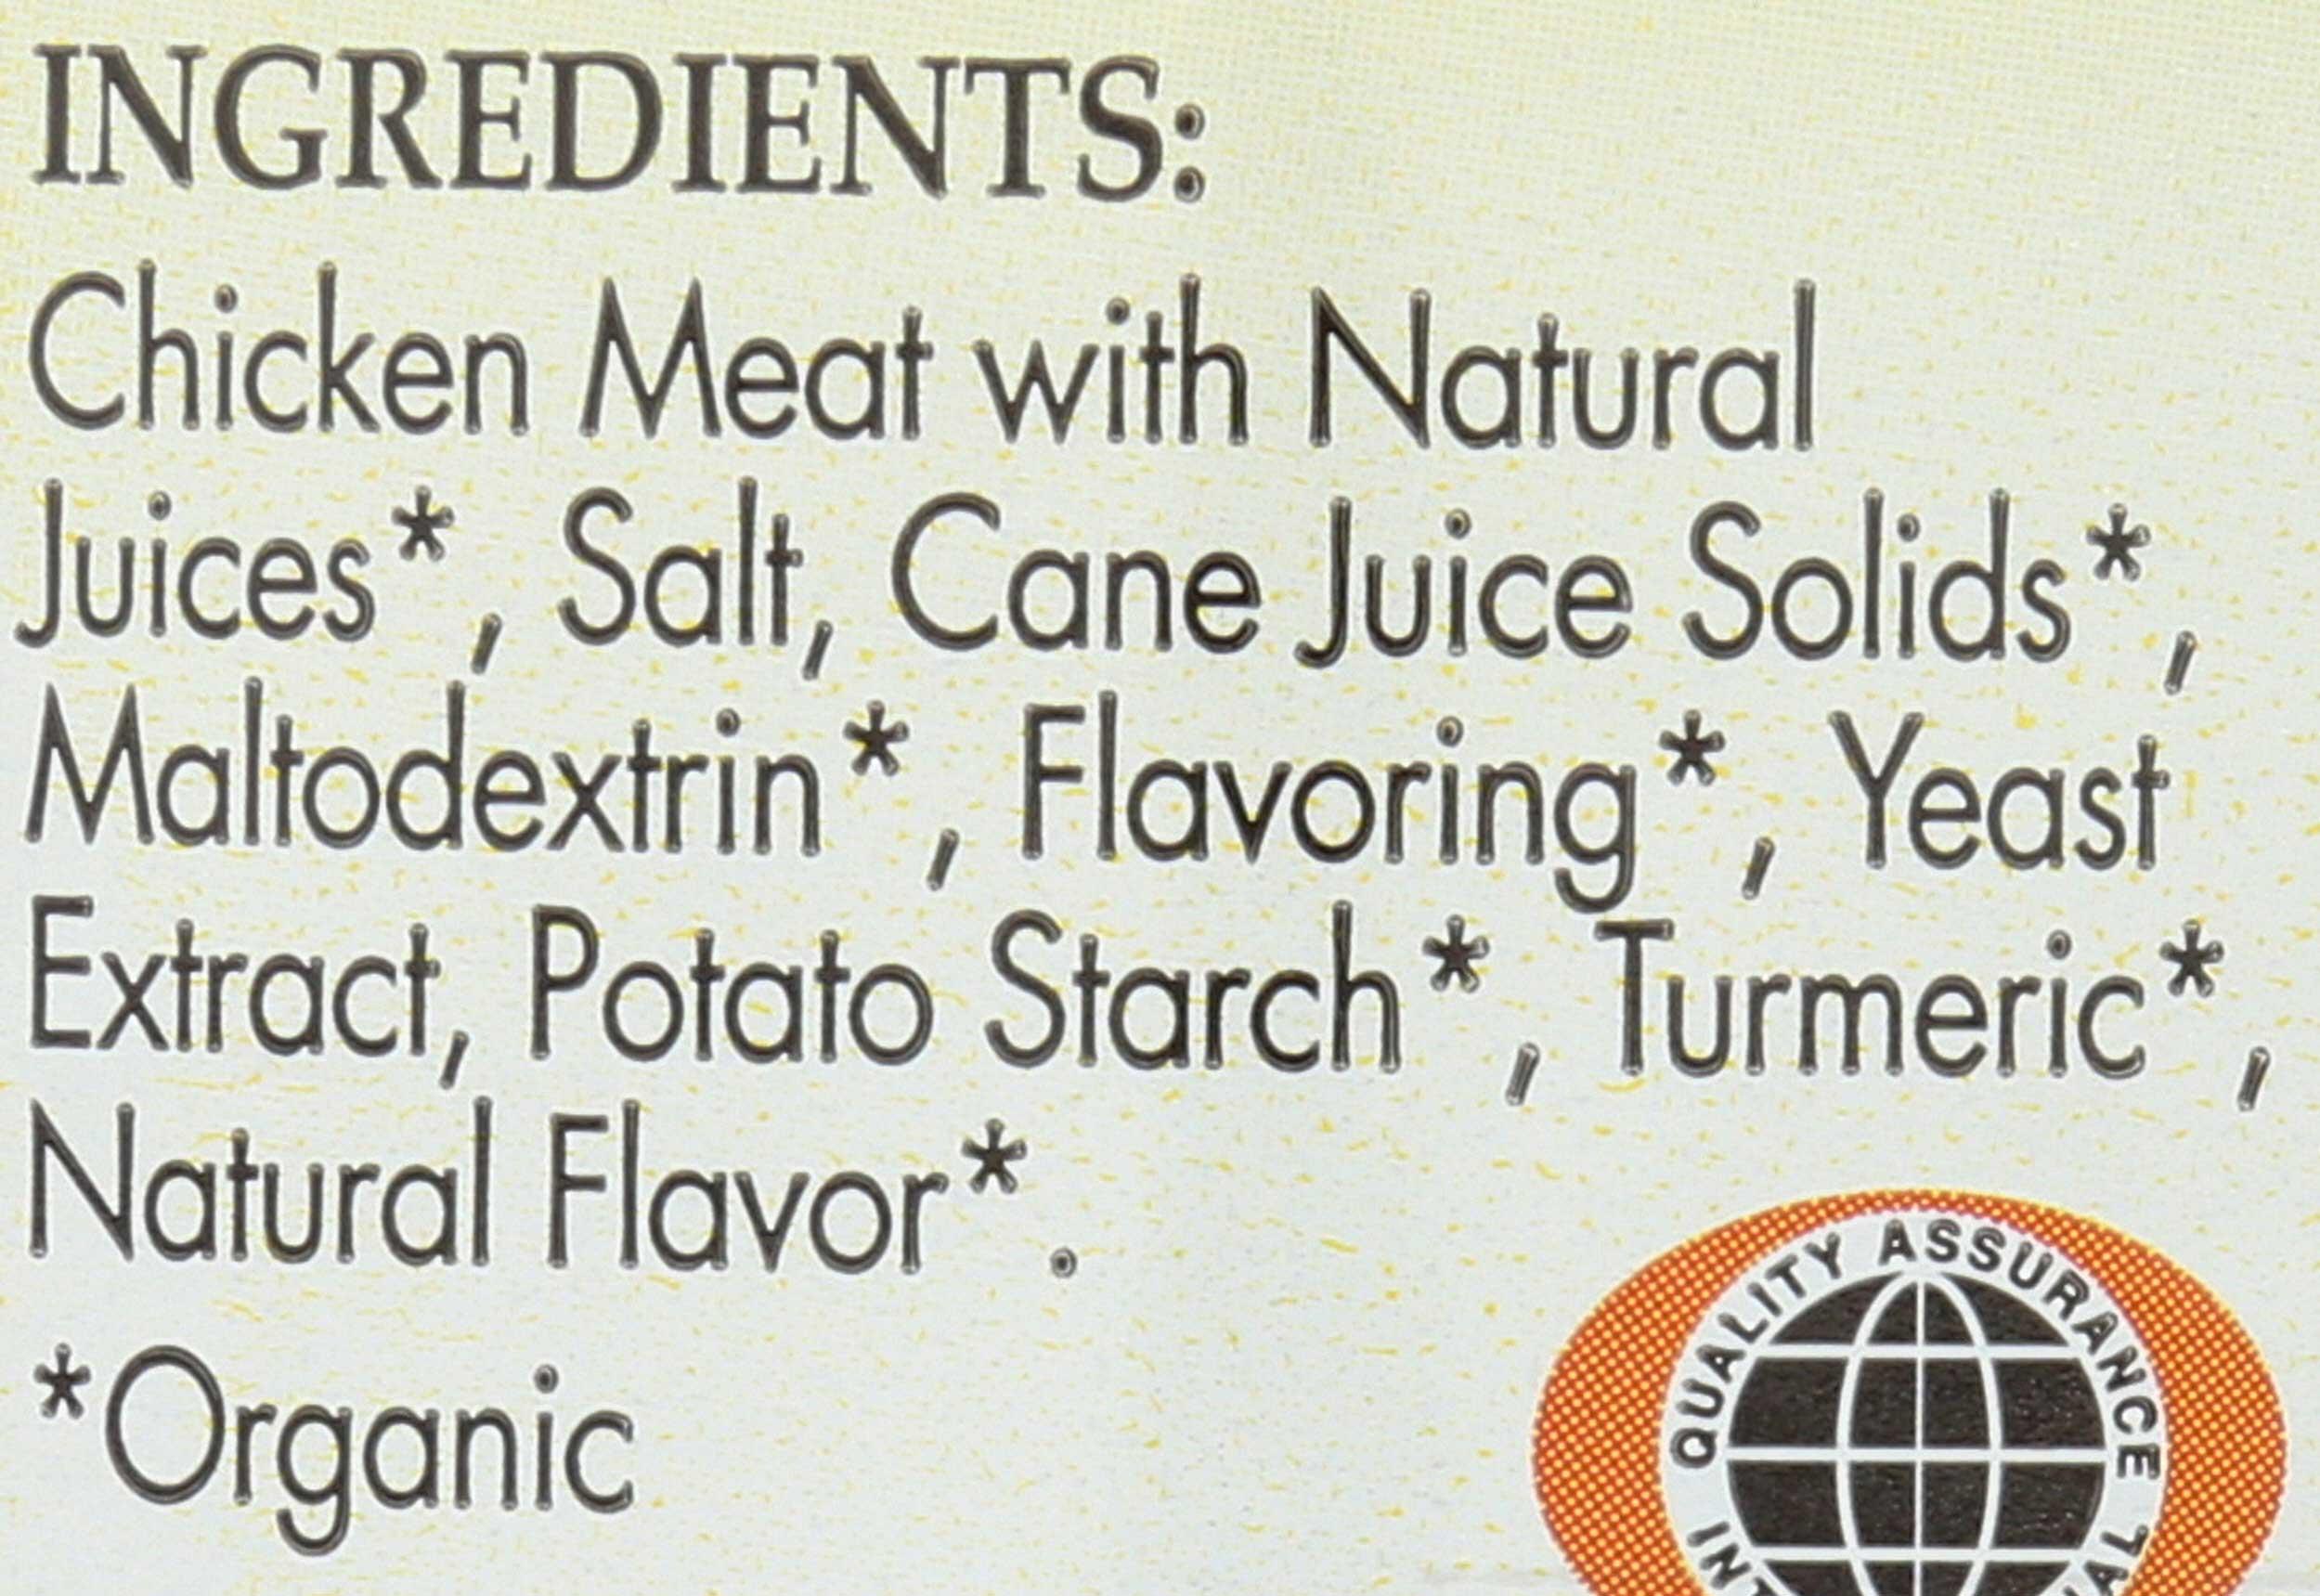 INGREDIENTS:
Chicken Meat with Natural
Juices*, Salt, Cane Juice Solids*,
Maltodextrin*, Flavoring*, Yeast
Extract, Potato Starch*, Turmeric*,
Natural Flavor*.
*Organic
QUALITY ASSURANCE